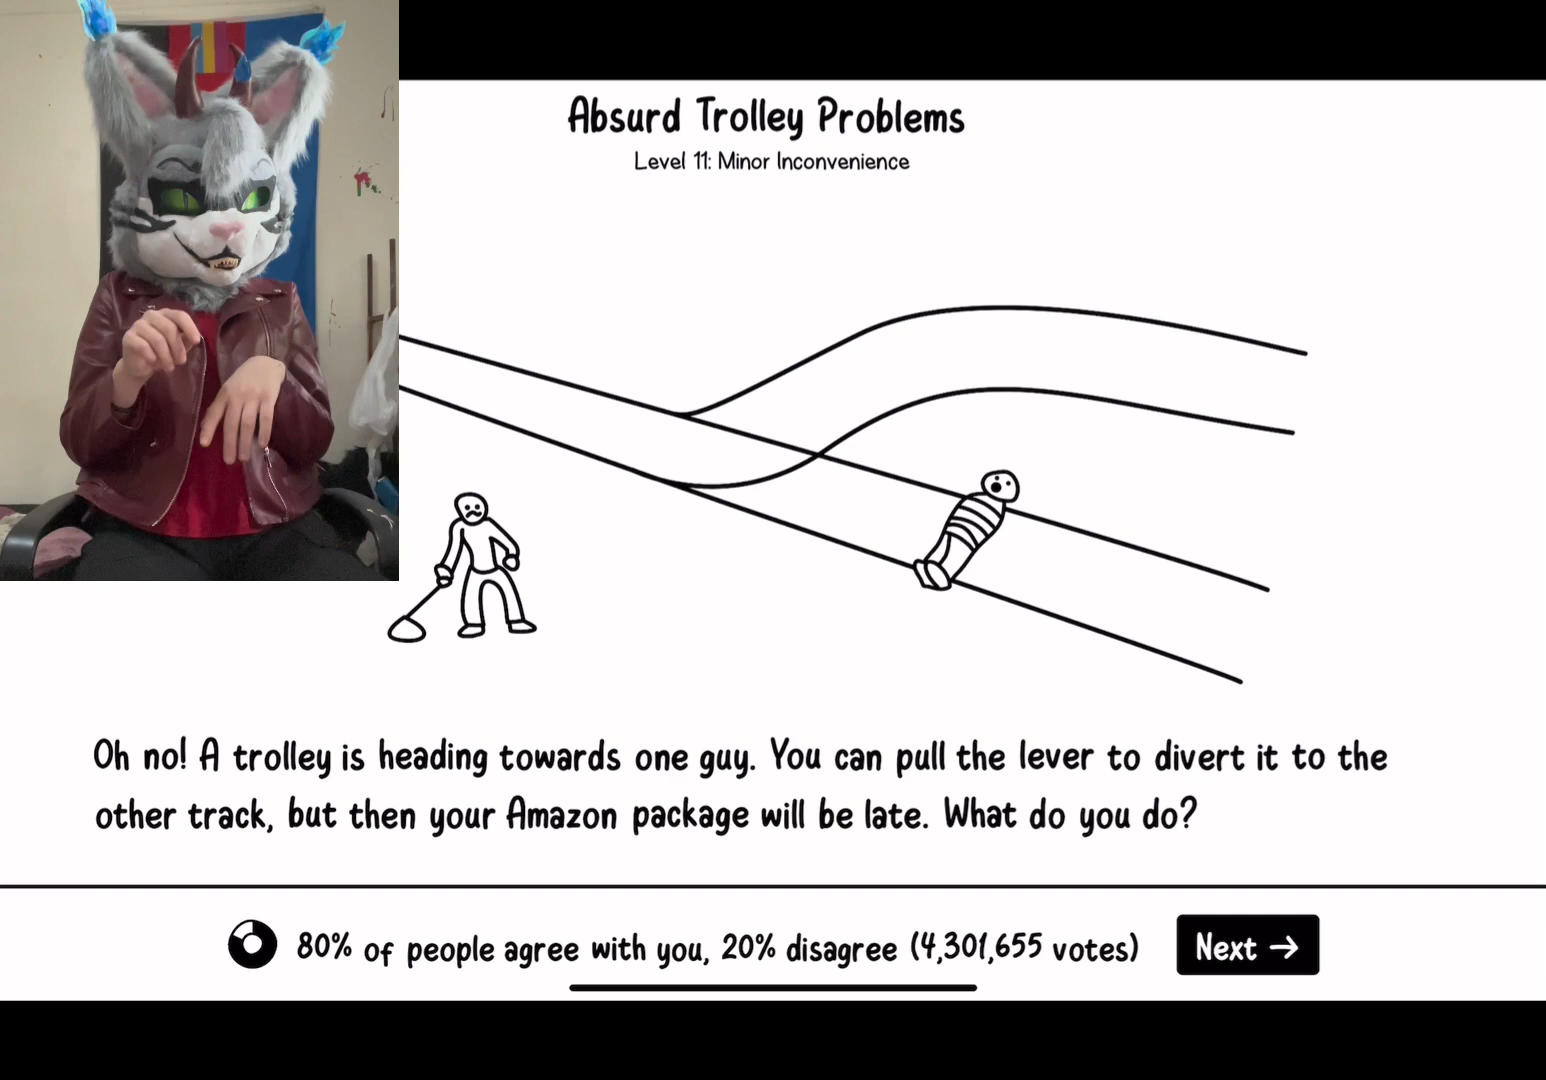 Absurd Trolley Problems
Level 11: Minor Inconvenience
Oh no! A trolley is heading towards one guy. You can pull the lever to divert it to the
other track, but then your Amazon package will be late. What do you do?
80% of people agree with you, 20% disagree (4,301,655 votes)
Next →